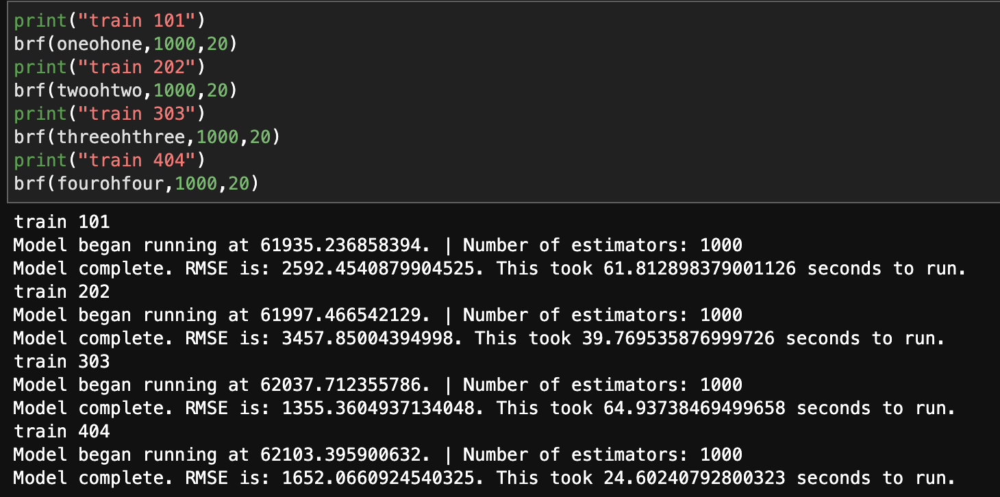 print("train 101")
brf(oneohone,1000,20)
print("train 202")
brf(twoohtwo,1000,20)
print("train 303")
brf(threeohthree,1000,20)
print("train 404")
brf(fourohfour,1000,20)
train 101
Model began running at 61935.236858394. | Number of estimators: 1000
Model complete. RMSE is: 2592.4540879904525. This took 61.812898379001126 seconds to run.
train 202
Model began running at 61997.466542129. | Number of estimators: 1000
Model complete. RMSE is: 3457.85004394998. This took 39.769535876999726 seconds to run.
train 303
Model began running at 62037.712355786. | Number of estimators: 1000
Model complete. RMSE is: 1355.3604937134048. This took 64.93738469499658 seconds to run.
train 404
Model began running at 62103.395900632. | Number of estimators: 1000
Model complete. RMSE is: 1652.0660924540325. This took 24.60240792800323 seconds to run.